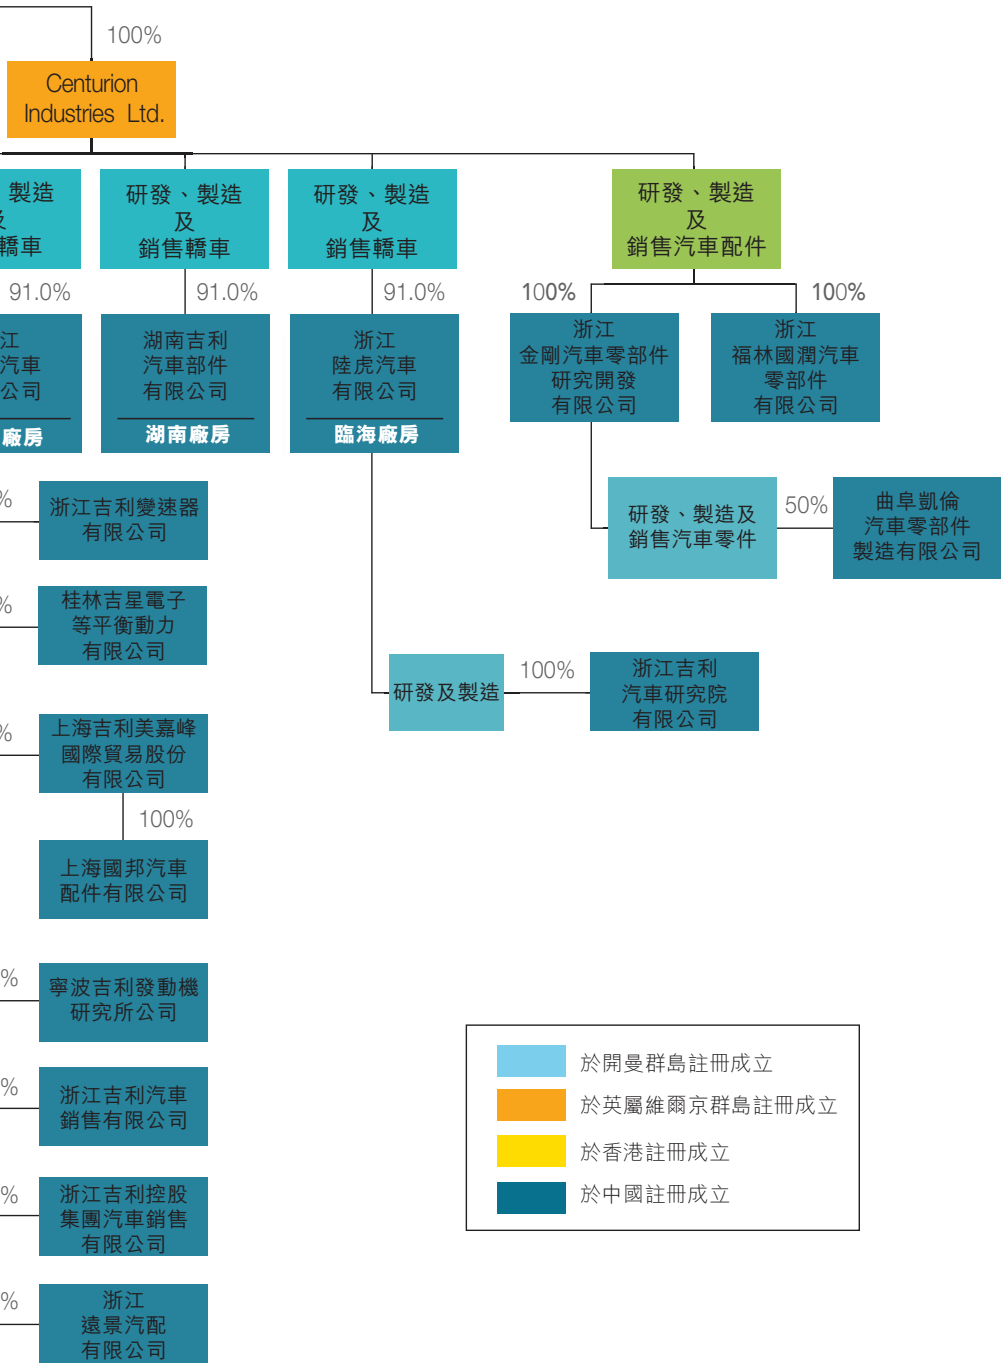 100%
Centurion
Industries Ltd.
、製造
及
轎車
研發、製造
及
銷售轎車
研發、製造
及
銷售轎車
研發、製造
及
銷售汽車配件
91.0%
91.0%
91.0%
100%
100%
江
汽車
公司
廠房
湖南吉利
汽車部件
有限公司
湖南廠房
浙江
陸虎汽車
有限公司
臨海廠房
浙江
金剛汽車零部件
研究開發
有限公司
浙江
福林國潤汽車
零部件
有限公司
%
浙江吉利變速器
有限公司
研發、製造及
銷售汽車零件
50%
曲阜凱倫
汽車零部件
製造有限公司
%
桂林吉星電子
等平衡動力
有限公司
研發及製造
100%
浙江吉利
汽車研究院
有限公司
%
上海吉利美嘉峰
國際貿易股份
有限公司
100%
上海國邦汽車
配件有限公司
%
寧波吉利發動機
研究所公司
%
浙江吉利汽車
銷售有限公司
%
浙江吉利控股
集團汽車銷售
有限公司
%
浙江
遠景汽配
有限公司
於開曼群島註冊成立
於英屬維爾京群島註冊成立
於香港註冊成立
於中國註冊成立